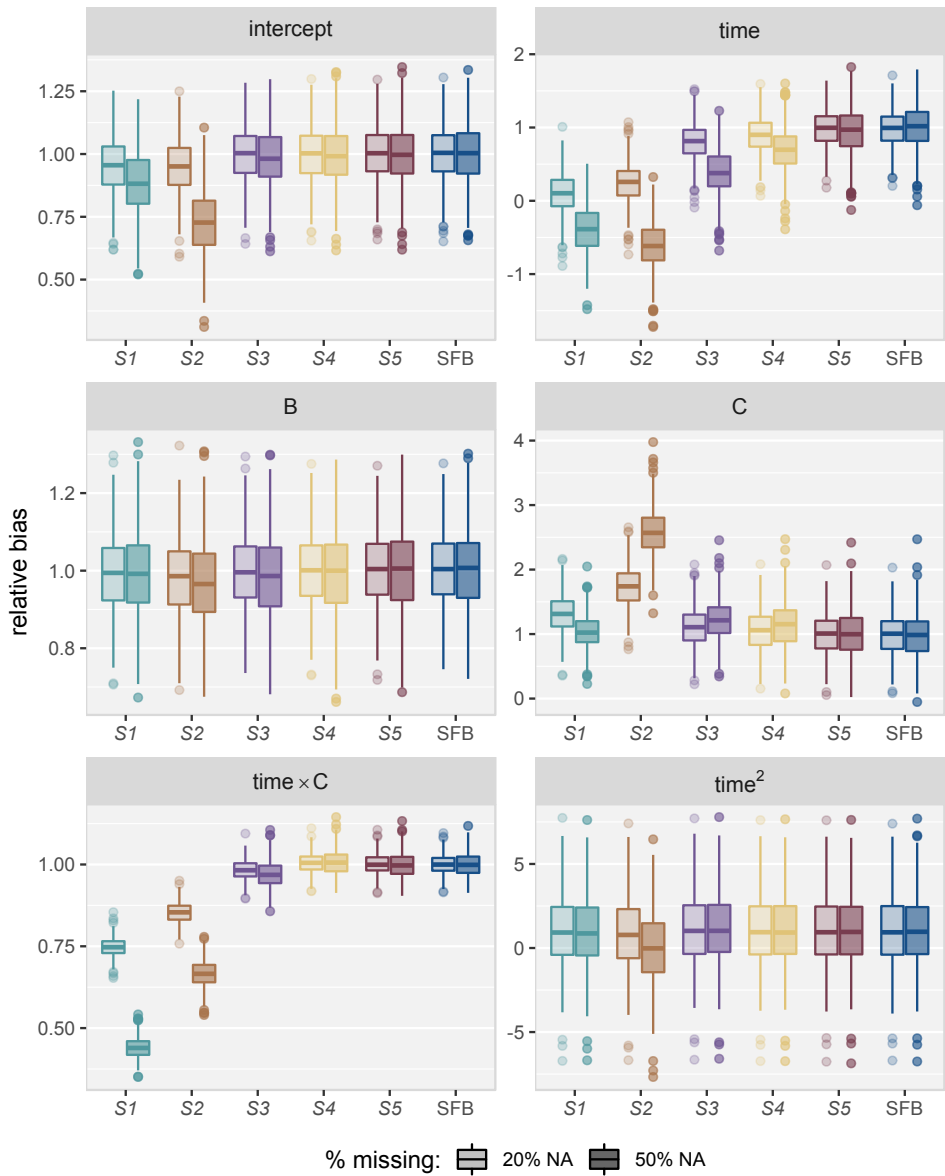 intercept
time
1.25
1.00
0.75
0.50
2
1
0
-1
S1 S2 S3 S4 S5 SFB
S1 S2 S3 S4 S5 SFB
B
C
relative bias
1.2
1.0
0.8
4
3
2
1
0
S1 S2 S3 S4 S5 SFB
S1 S2 S3 S4 S5 SFB
time × C
time²
1.00
0.75
0.50
5
0
-5
S1 S2 S3 S4 S5 SFB
S1 S2 S3 S4 S5 SFB
% missing: 20% NA 50% NA